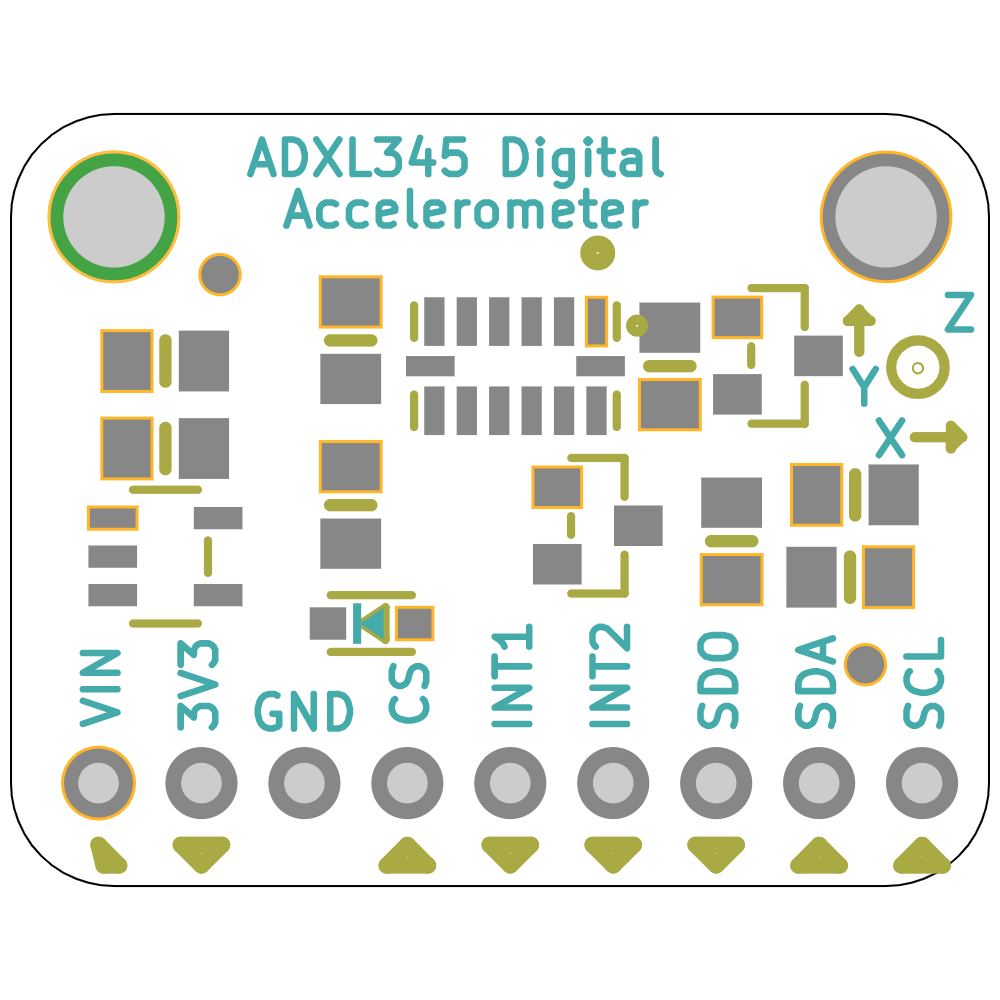 ADXL345 Digital
Accelerometer
Z
Y
X
VIN
3V3
GND
CS
INT1
INT2
SDO
SDA
SCL